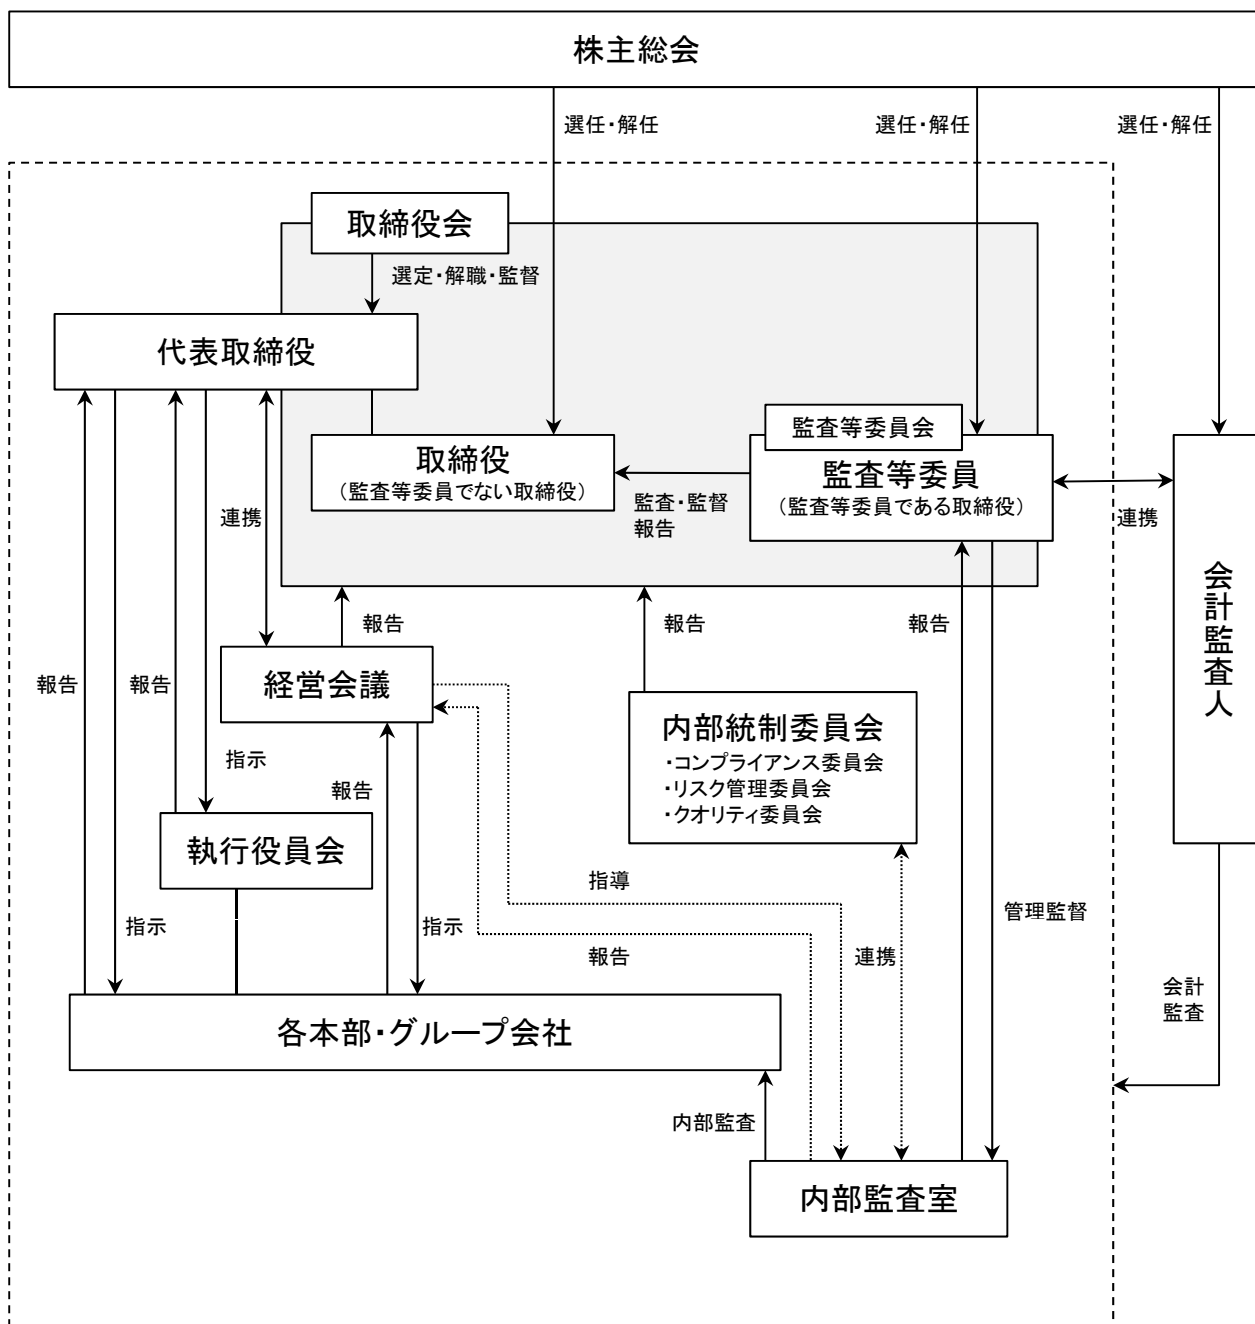 株主総会
選任・解任
選任・解任
選任・解任
取締役会
選定・解職・監督
代表取締役
監査等委員会
取締役
（監査等委員でない取締役）
監査等委員
（監査等委員である取締役）
監査・監督
報告
連携
連携
会計監査人
報告
報告
報告
報告
報告
経営会議
内部統制委員会
・コンプライアンス委員会
・リスク管理委員会
・クオリティ委員会
指示
報告
執行役員会
指導
指示
指示
報告
連携
管理監督
会計
監査
各本部・グループ会社
内部監査
内部監査室